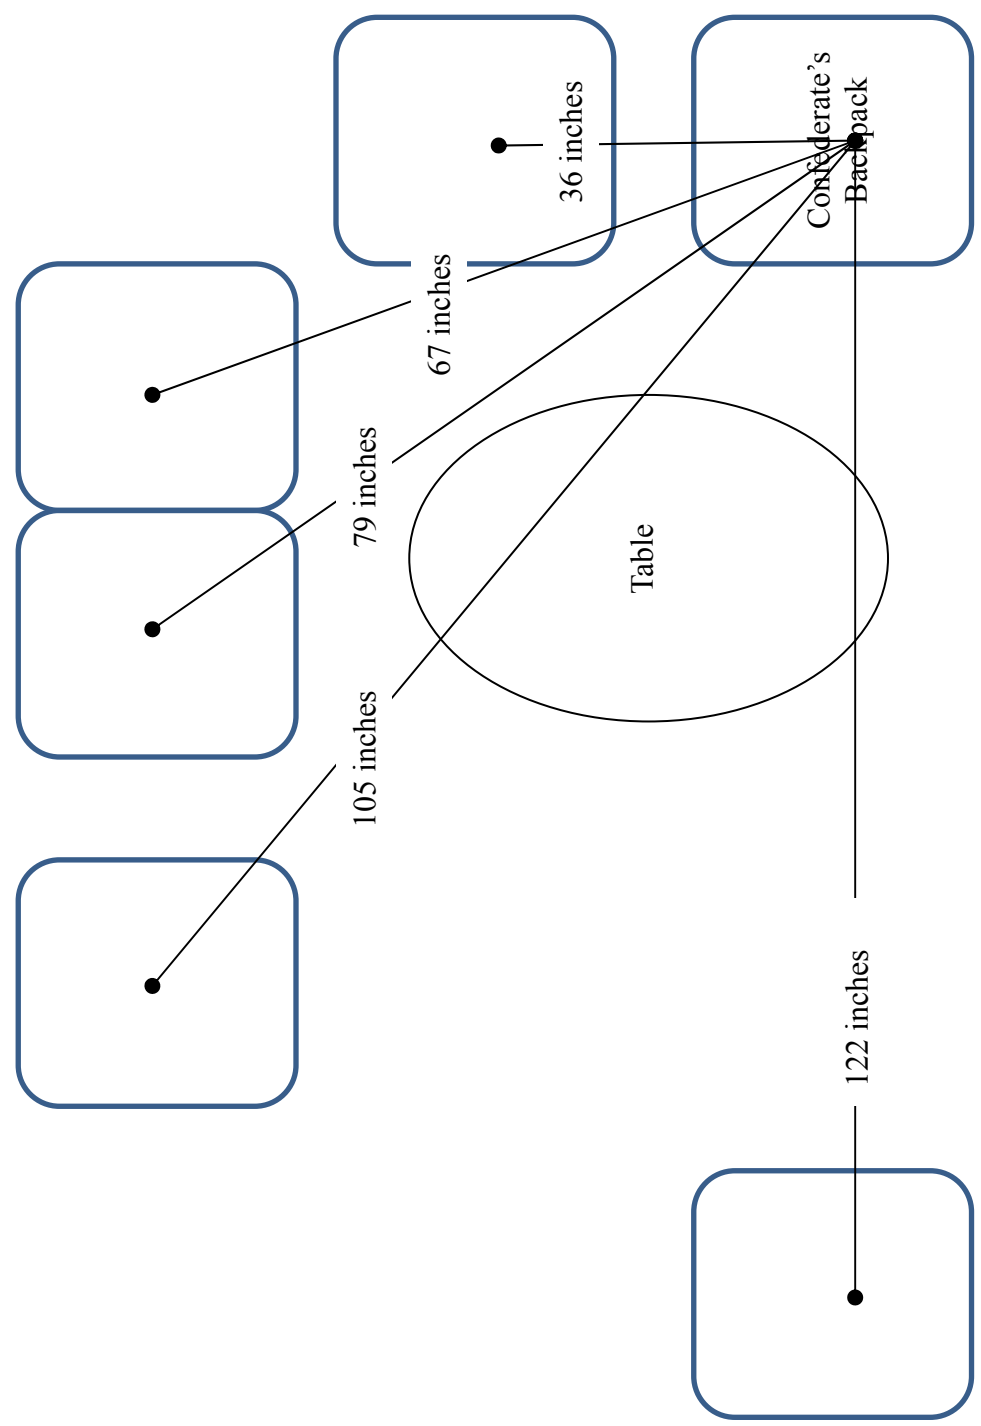 Confederate's
Backpack
36 inches
67 inches
79 inches
Table
105 inches
122 inches